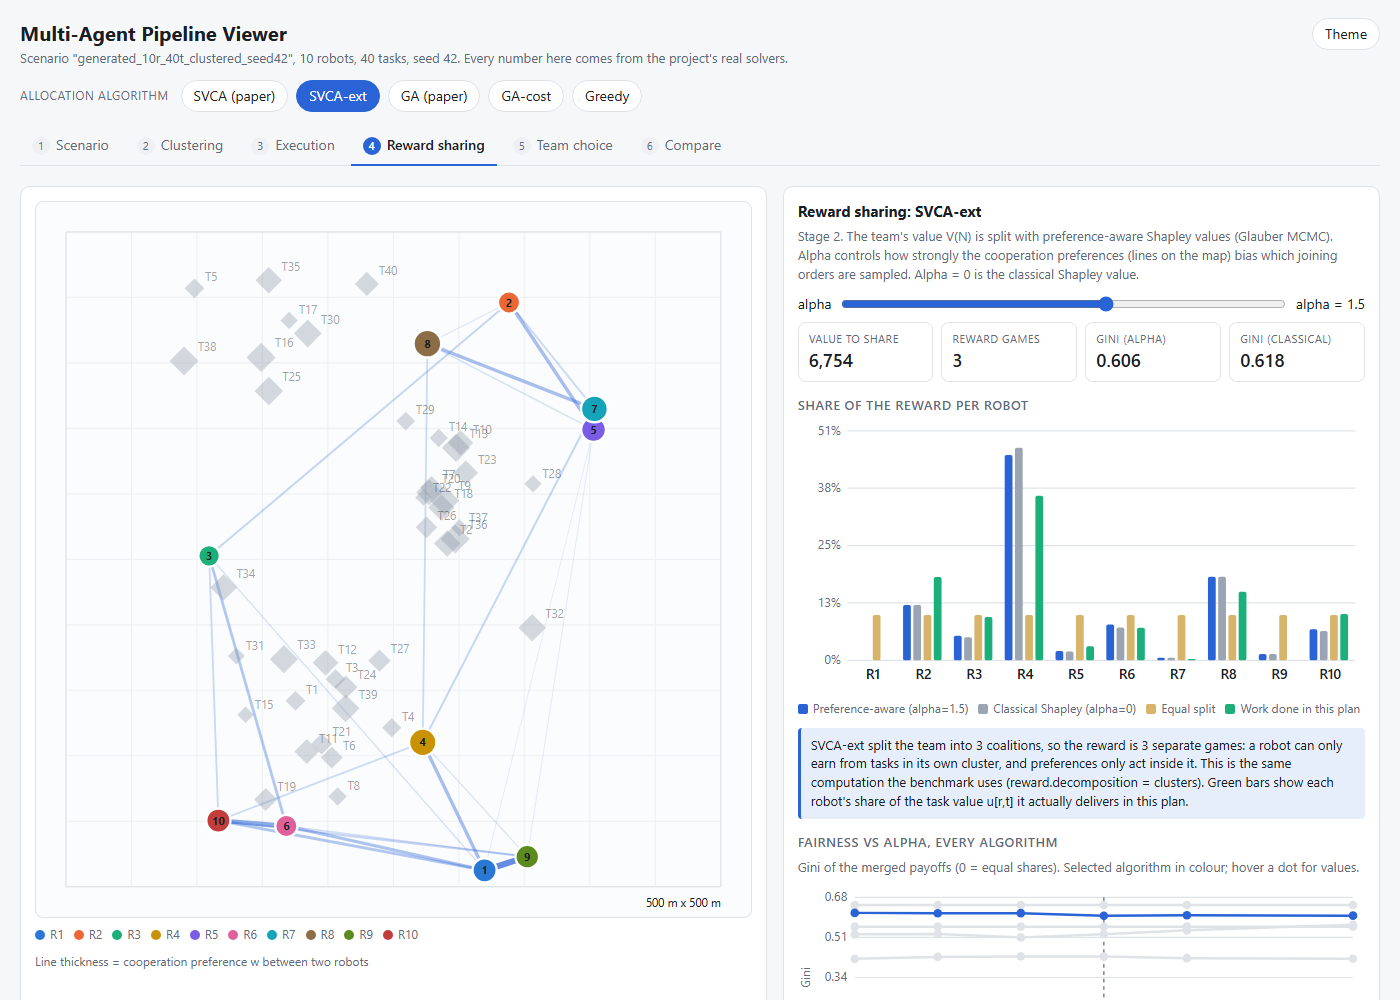 Multi-Agent Pipeline Viewer
Theme
Scenario "generated_10r_40t_clustered_seed42", 10 robots, 40 tasks, seed 42. Every number here comes from the project's real solvers.
ALLOCATION ALGORITHM SVCA (paper) SVCA-ext GA (paper) GA-cost Greedy
1 Scenario 2 Clustering 3 Execution 4 Reward sharing 5 Team choice 6 Compare
T5
T35
T40
2
T17
T30
8
T38
T16
T25
7
T29
5
T14
T10
T13
T23
T28
T7
T20
T9
T22
T18
T26
T37
T36
T2
3
T34
T32
T31
T33
T12
T27
T3
T24
T1
T39
T15
T4
T21
T11
T6
4
T19
T8
10
6
9
1
500 m x 500 m
R1 R2 R3 R4 R5 R6 R7 R8 R9 R10
Line thickness = cooperation preference w between two robots
Reward sharing: SVCA-ext
Stage 2. The team's value V(N) is split with preference-aware Shapley values (Glauber MCMC).
Alpha controls how strongly the cooperation preferences (lines on the map) bias which joining
orders are sampled. Alpha = 0 is the classical Shapley value.
alpha alpha = 1.5
VALUE TO SHARE
6,754
REWARD GAMES
3
GINI (ALPHA)
0.606
GINI (CLASSICAL)
0.618
SHARE OF THE REWARD PER ROBOT
51%
38%
25%
13%
0%
R1 R2 R3 R4 R5 R6 R7 R8 R9 R10
Preference-aware (alpha=1.5) Classical Shapley (alpha=0) Equal split Work done in this plan
SVCA-ext split the team into 3 coalitions, so the reward is 3 separate games: a robot can only
earn from tasks in its own cluster, and preferences only act inside it. This is the same
computation the benchmark uses (reward.decomposition = clusters). Green bars show each
robot's share of the task value u[r,t] it actually delivers in this plan.
FAIRNESS VS ALPHA, EVERY ALGORITHM
Gini of the merged payoffs (0 = equal shares). Selected algorithm in colour; hover a dot for values.
0.68
0.51
0.34
Gini